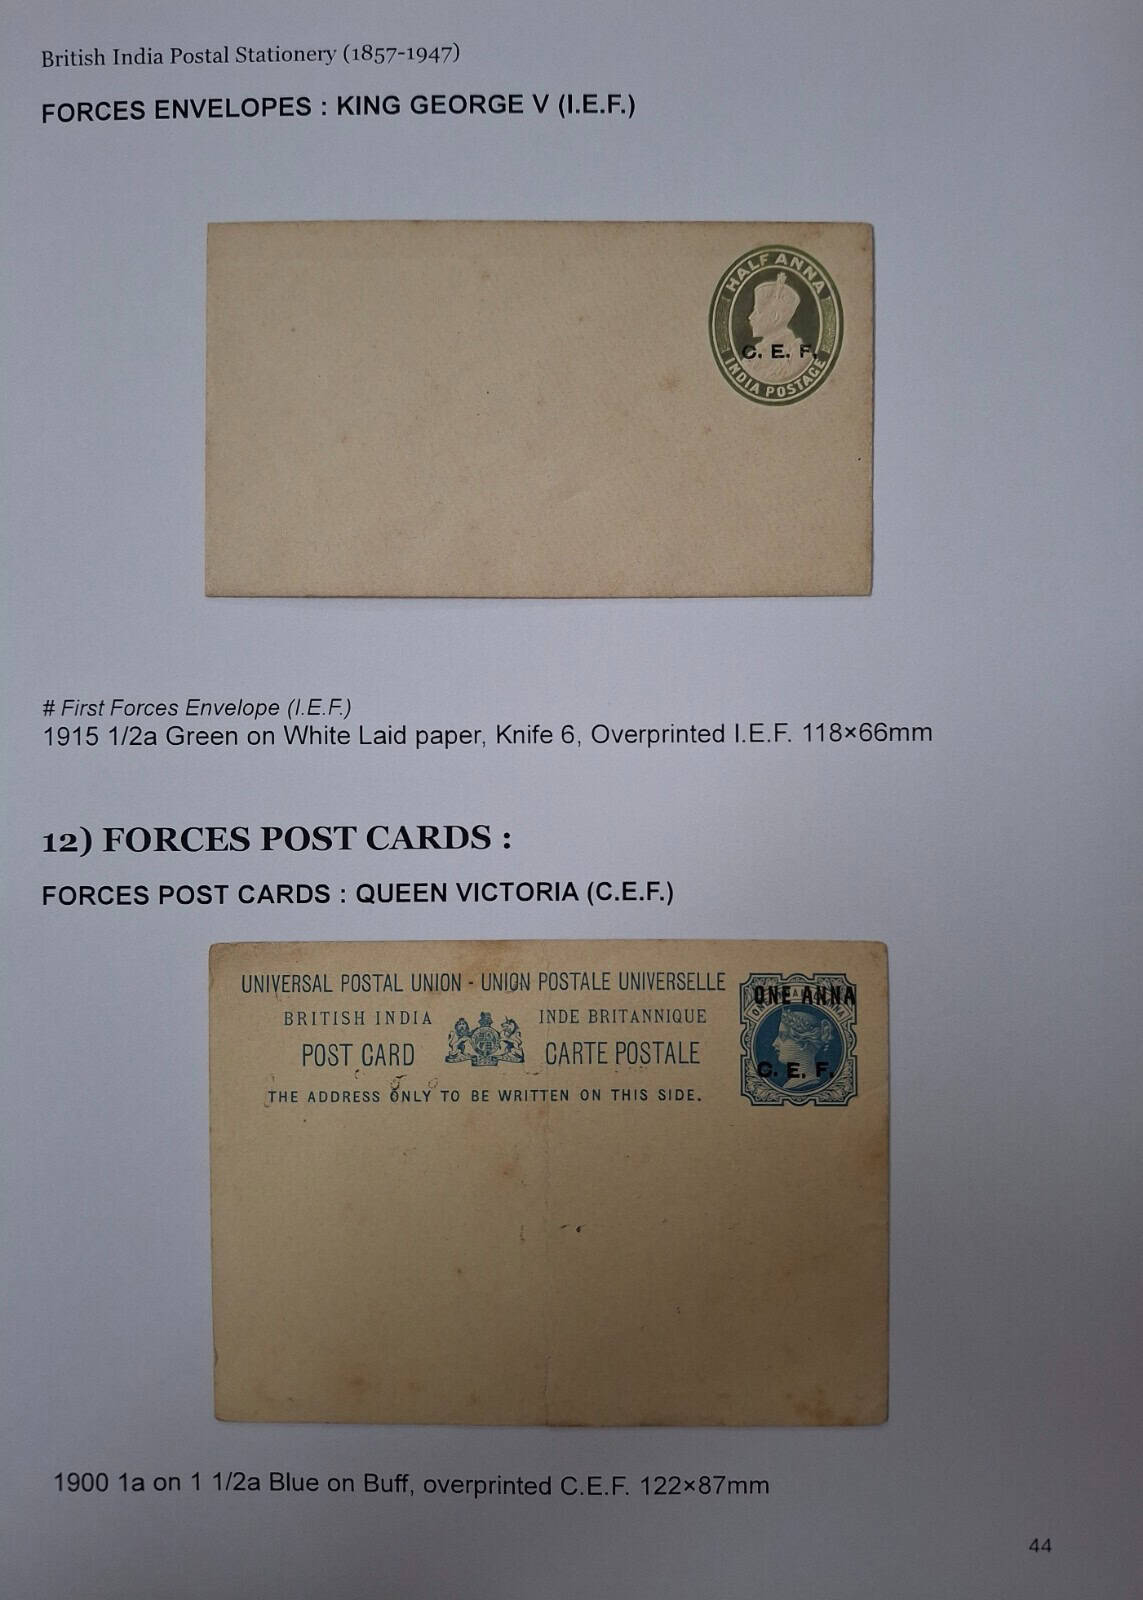 British India Postal Stationery (1857-1947)
FORCES ENVELOPES : KING GEORGE V (I.E.F.)
HALF ANNA
C. E. F.
INDIA POSTAGE
# First Forces Envelope (I.E.F.)
1915 1/2a Green on White Laid paper, Knife 6, Overprinted I.E.F. 118×66mm
12) FORCES POST CARDS :
FORCES POST CARDS : QUEEN VICTORIA (C.E.F.)
UNIVERSAL POSTAL UNION - UNION POSTALE UNIVERSELLE
BRITISH INDIA INDE BRITANNIQUE
POST CARD CARTE POSTALE
THE ADDRESS ONLY TO BE WRITTEN ON THIS SIDE.
ONE ANNA
C. E. F.
1900 1a on 1 1/2a Blue on Buff, overprinted C.E.F. 122×87mm
44